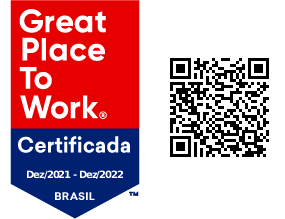 Great
Place
To
Work®
Certificada
Dez/2021 - Dez/2022
BRASIL
™